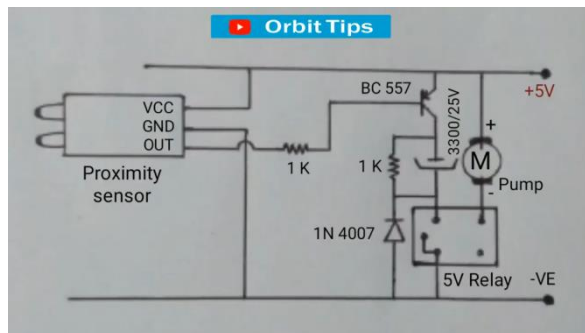 Orbit Tips
BC 557
+5V
VCC
GND
OUT
3300/25V
+
M
1 K
1 K
Proximity
sensor
-
Pump
1N 4007
5V Relay
-VE